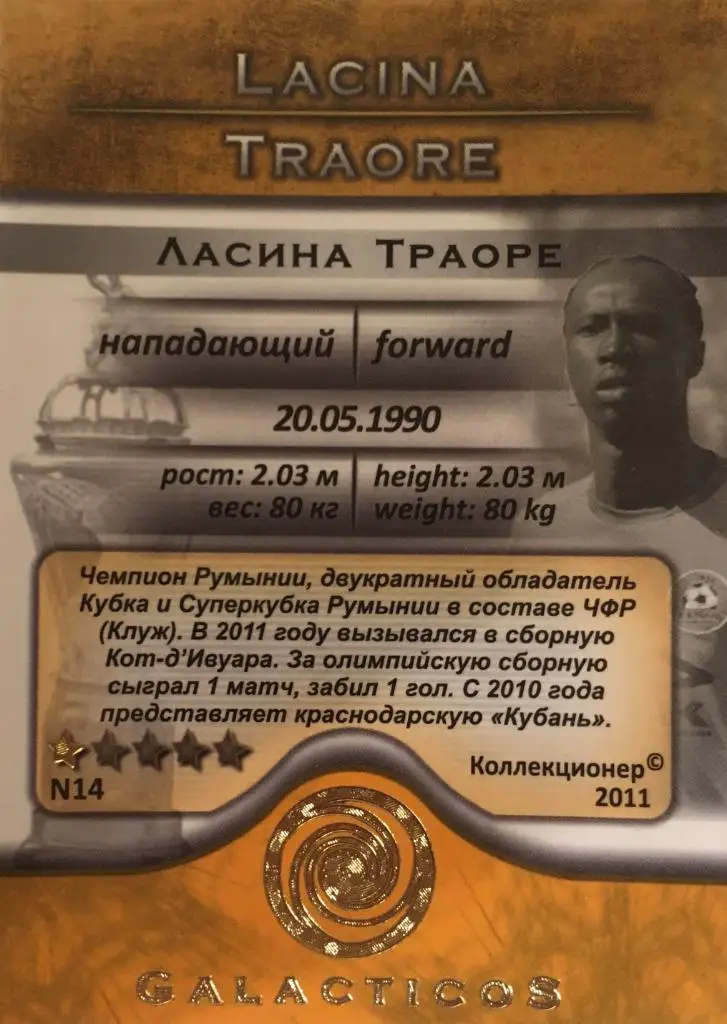 LACINA
TRAORE
ЛАСИНА ТРАОРЕ
нападающий forward
20.05.1990
рост: 2.03 м height: 2.03 м
вес: 80 кг weight: 80 kg
Чемпион Румынии, двукратный обладатель
Кубка и Суперкубка Румынии в составе ЧФР
(Клуж). В 2011 году вызывался в сборную
Кот-д'Ивуара. За олимпийскую сборную
сыграл 1 матч, забил 1 гол. С 2010 года
представляет краснодарскую «Кубань».
Коллекционер©
N14 2011
GALACTICOS